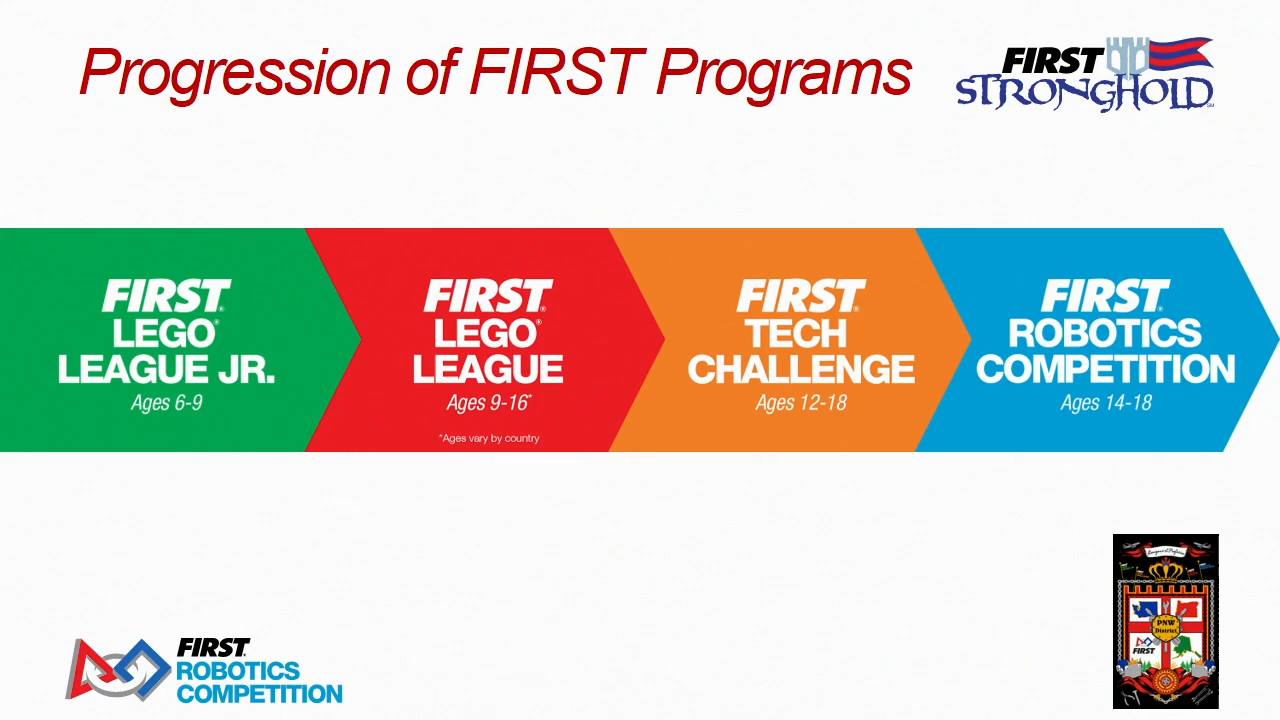 Progression of FIRST Programs
FIRST
STRONGHOLD
SM
FIRST®
LEGO®
LEAGUE JR.
Ages 6-9
FIRST®
LEGO®
LEAGUE
Ages 9-16*
*Ages vary by country
FIRST®
TECH
CHALLENGE
Ages 12-18
FIRST®
ROBOTICS
COMPETITION
Ages 14-18
FIRST
ROBOTICS
COMPETITION
PNW
District
FIRST